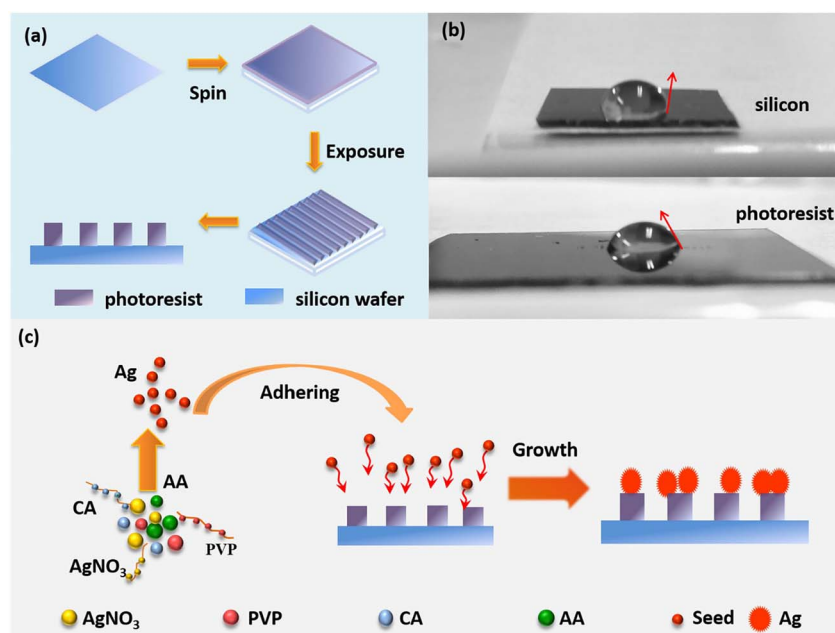 (a)
Spin
Exposure
photoresist
silicon wafer
(b)
silicon
photoresist
(c)
Ag
Adhering
AA
CA
PVP
AgNO₃
Growth
AgNO₃
PVP
CA
AA
Seed
Ag